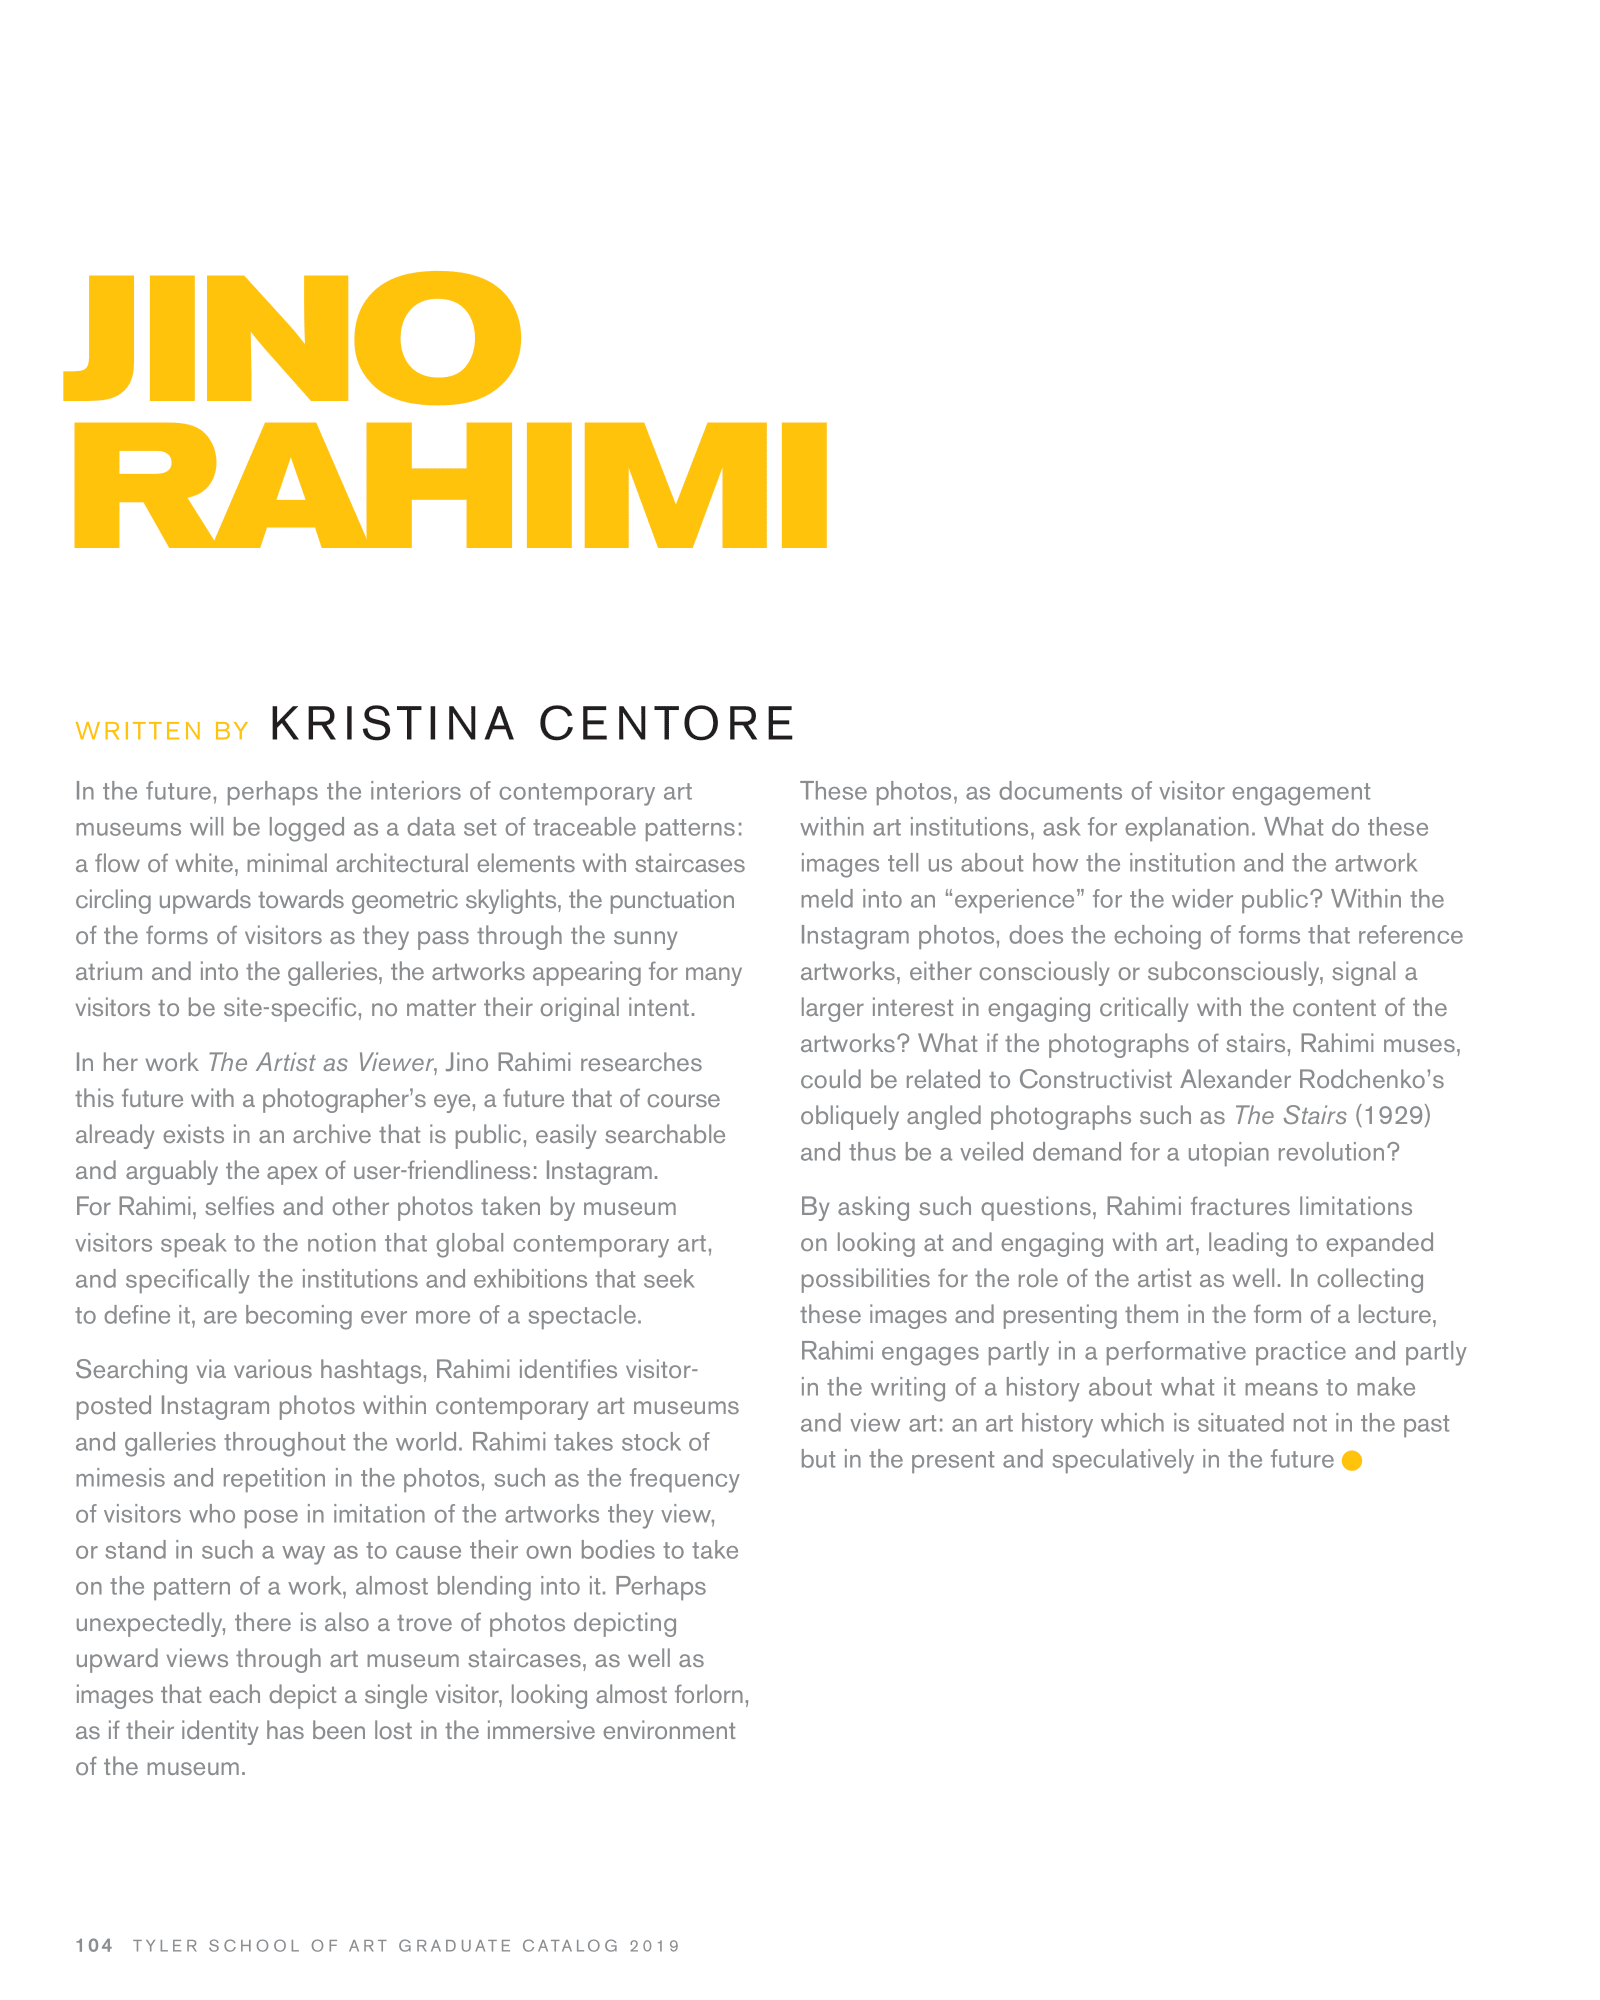 JINO
RAHIMI
WRITTEN BY KRISTINA CENTORE
In the future, perhaps the interiors of contemporary art
museums will be logged as a data set of traceable patterns:
a flow of white, minimal architectural elements with staircases
circling upwards towards geometric skylights, the punctuation
of the forms of visitors as they pass through the sunny
atrium and into the galleries, the artworks appearing for many
visitors to be site-specific, no matter their original intent.
In her work The Artist as Viewer, Jino Rahimi researches
this future with a photographer’s eye, a future that of course
already exists in an archive that is public, easily searchable
and arguably the apex of user-friendliness: Instagram.
For Rahimi, selfies and other photos taken by museum
visitors speak to the notion that global contemporary art,
and specifically the institutions and exhibitions that seek
to define it, are becoming ever more of a spectacle.
Searching via various hashtags, Rahimi identifies visitor-
posted Instagram photos within contemporary art museums
and galleries throughout the world. Rahimi takes stock of
mimesis and repetition in the photos, such as the frequency
of visitors who pose in imitation of the artworks they view,
or stand in such a way as to cause their own bodies to take
on the pattern of a work, almost blending into it. Perhaps
unexpectedly, there is also a trove of photos depicting
upward views through art museum staircases, as well as
images that each depict a single visitor, looking almost forlorn,
as if their identity has been lost in the immersive environment
of the museum.
These photos, as documents of visitor engagement
within art institutions, ask for explanation. What do these
images tell us about how the institution and the artwork
meld into an “experience” for the wider public? Within the
Instagram photos, does the echoing of forms that reference
artworks, either consciously or subconsciously, signal a
larger interest in engaging critically with the content of the
artworks? What if the photographs of stairs, Rahimi muses,
could be related to Constructivist Alexander Rodchenko’s
obliquely angled photographs such as The Stairs (1929)
and thus be a veiled demand for a utopian revolution?
By asking such questions, Rahimi fractures limitations
on looking at and engaging with art, leading to expanded
possibilities for the role of the artist as well. In collecting
these images and presenting them in the form of a lecture,
Rahimi engages partly in a performative practice and partly
in the writing of a history about what it means to make
and view art: an art history which is situated not in the past
but in the present and speculatively in the future
104 TYLER SCHOOL OF ART GRADUATE CATALOG 2019